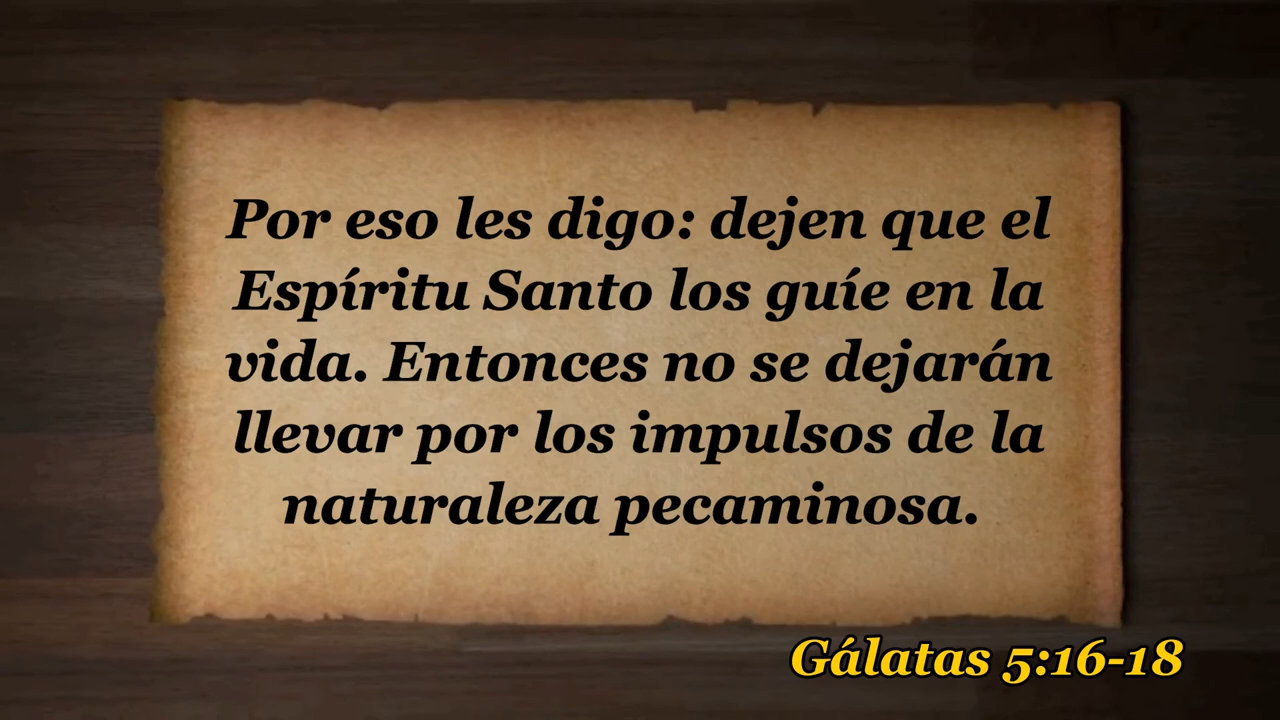 Por eso les digo: dejen que el
Espíritu Santo los guíe en la
vida. Entonces no se dejarán
llevar por los impulsos de la
naturaleza pecaminosa.
Gálatas 5:16-18